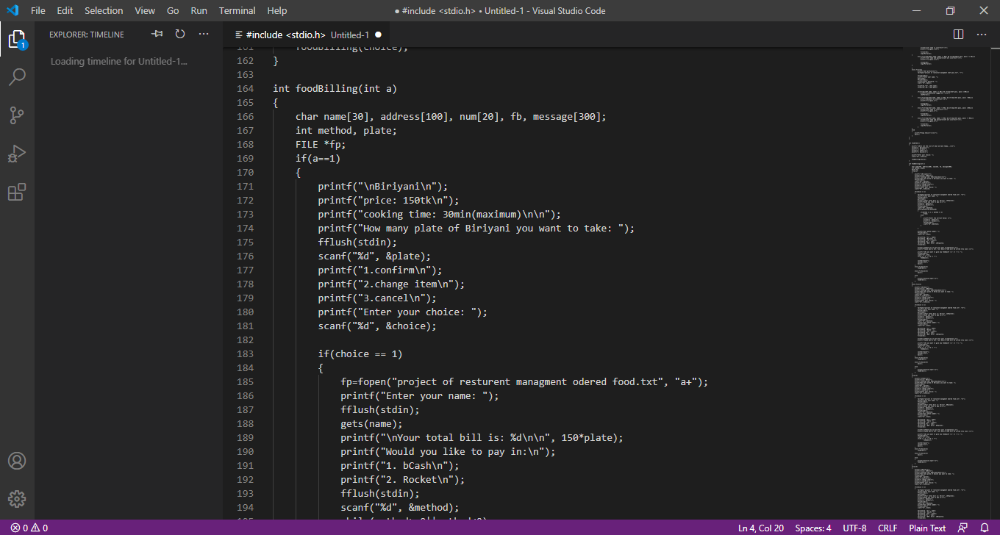 File Edit Selection View Go Run Terminal Help
● #include <stdio.h> • Untitled-1 - Visual Studio Code
EXPLORER: TIMELINE
#include <stdio.h> Untitled-1
1
Loading timeline for Untitled-1...
161 foodBilling(choice);
162 }
163
164 int foodBilling(int a)
165 {
166 char name[30], address[100], num[20], fb, message[300];
167 int method, plate;
168 FILE *fp;
169 if(a==1)
170 {
171 printf("\nBiriyani\n");
172 printf("price: 150tk\n");
173 printf("cooking time: 30min(maximum)\n\n");
174 printf("How many plate of Biriyani you want to take: ");
175 fflush(stdin);
176 scanf("%d", &plate);
177 printf("1.confirm\n");
178 printf("2.change item\n");
179 printf("3.cancel\n");
180 printf("Enter your choice: ");
181 scanf("%d", &choice);
182
183 if(choice == 1)
184 {
185 fp=fopen("project of resturent managment odered food.txt", "a+");
186 printf("Enter your name: ");
187 fflush(stdin);
188 gets(name);
189 printf("\nYour total bill is: %d\n\n", 150*plate);
190 printf("Would you like to pay in:\n");
191 printf("1. bCash\n");
192 printf("2. Rocket\n");
193 fflush(stdin);
194 scanf("%d", &method);
0 0
Ln 4, Col 20 Spaces: 4 UTF-8 CRLF Plain Text